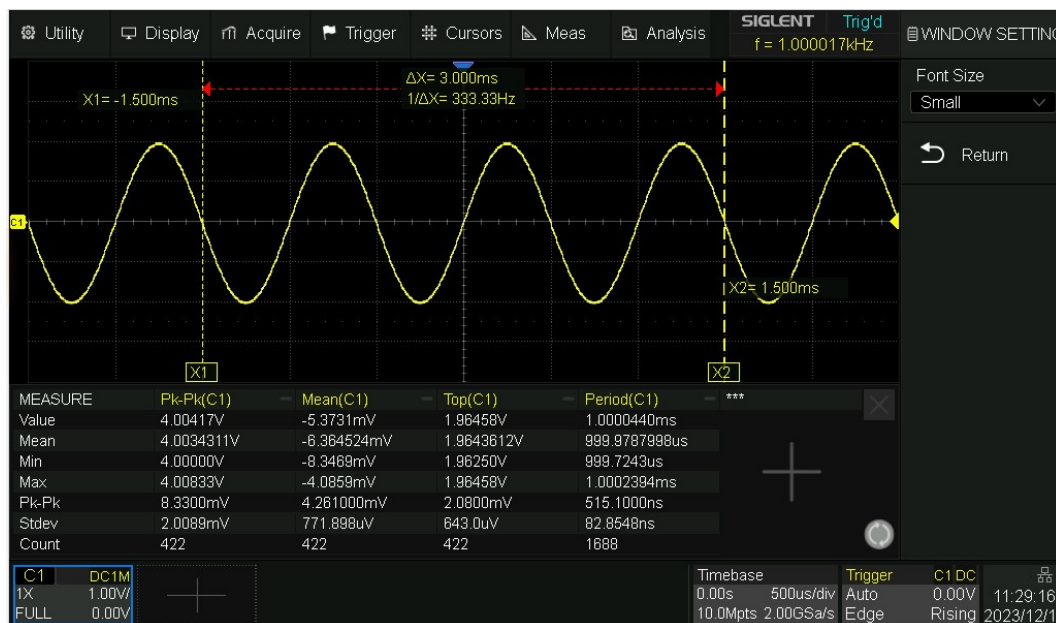 Utility Display Acquire Trigger Cursors Meas Analysis SIGLENT Trig'd
f = 1.000017kHz
WINDOW SETTING
Font Size
Small
Return
ΔX= 3.000ms
1/ΔX= 333.33Hz
X1= -1.500ms
C1
X2= 1.500ms
X1 X2
MEASURE Pk-Pk(C1) Mean(C1) Top(C1) Period(C1) ***
Value 4.00417V -5.3731mV 1.96458V 1.0000440ms
Mean 4.0034311V -6.364524mV 1.9643612V 999.9787998us
Min 4.00000V -8.3469mV 1.96250V 999.7243us
Max 4.00833V -4.0859mV 1.96458V 1.0002394ms
Pk-Pk 8.3300mV 4.261000mV 2.0800mV 515.1000ns
Stdev 2.0089mV 771.898uV 643.0uV 82.8548ns
Count 422 422 422 1688
C1 DC1M
1X 1.00V/
FULL 0.00V
Timebase
0.00s 500us/div
10.0Mpts 2.00GSa/s
Trigger C1 DC
Auto 0.00V
Edge Rising
11:29:16
2023/12/1